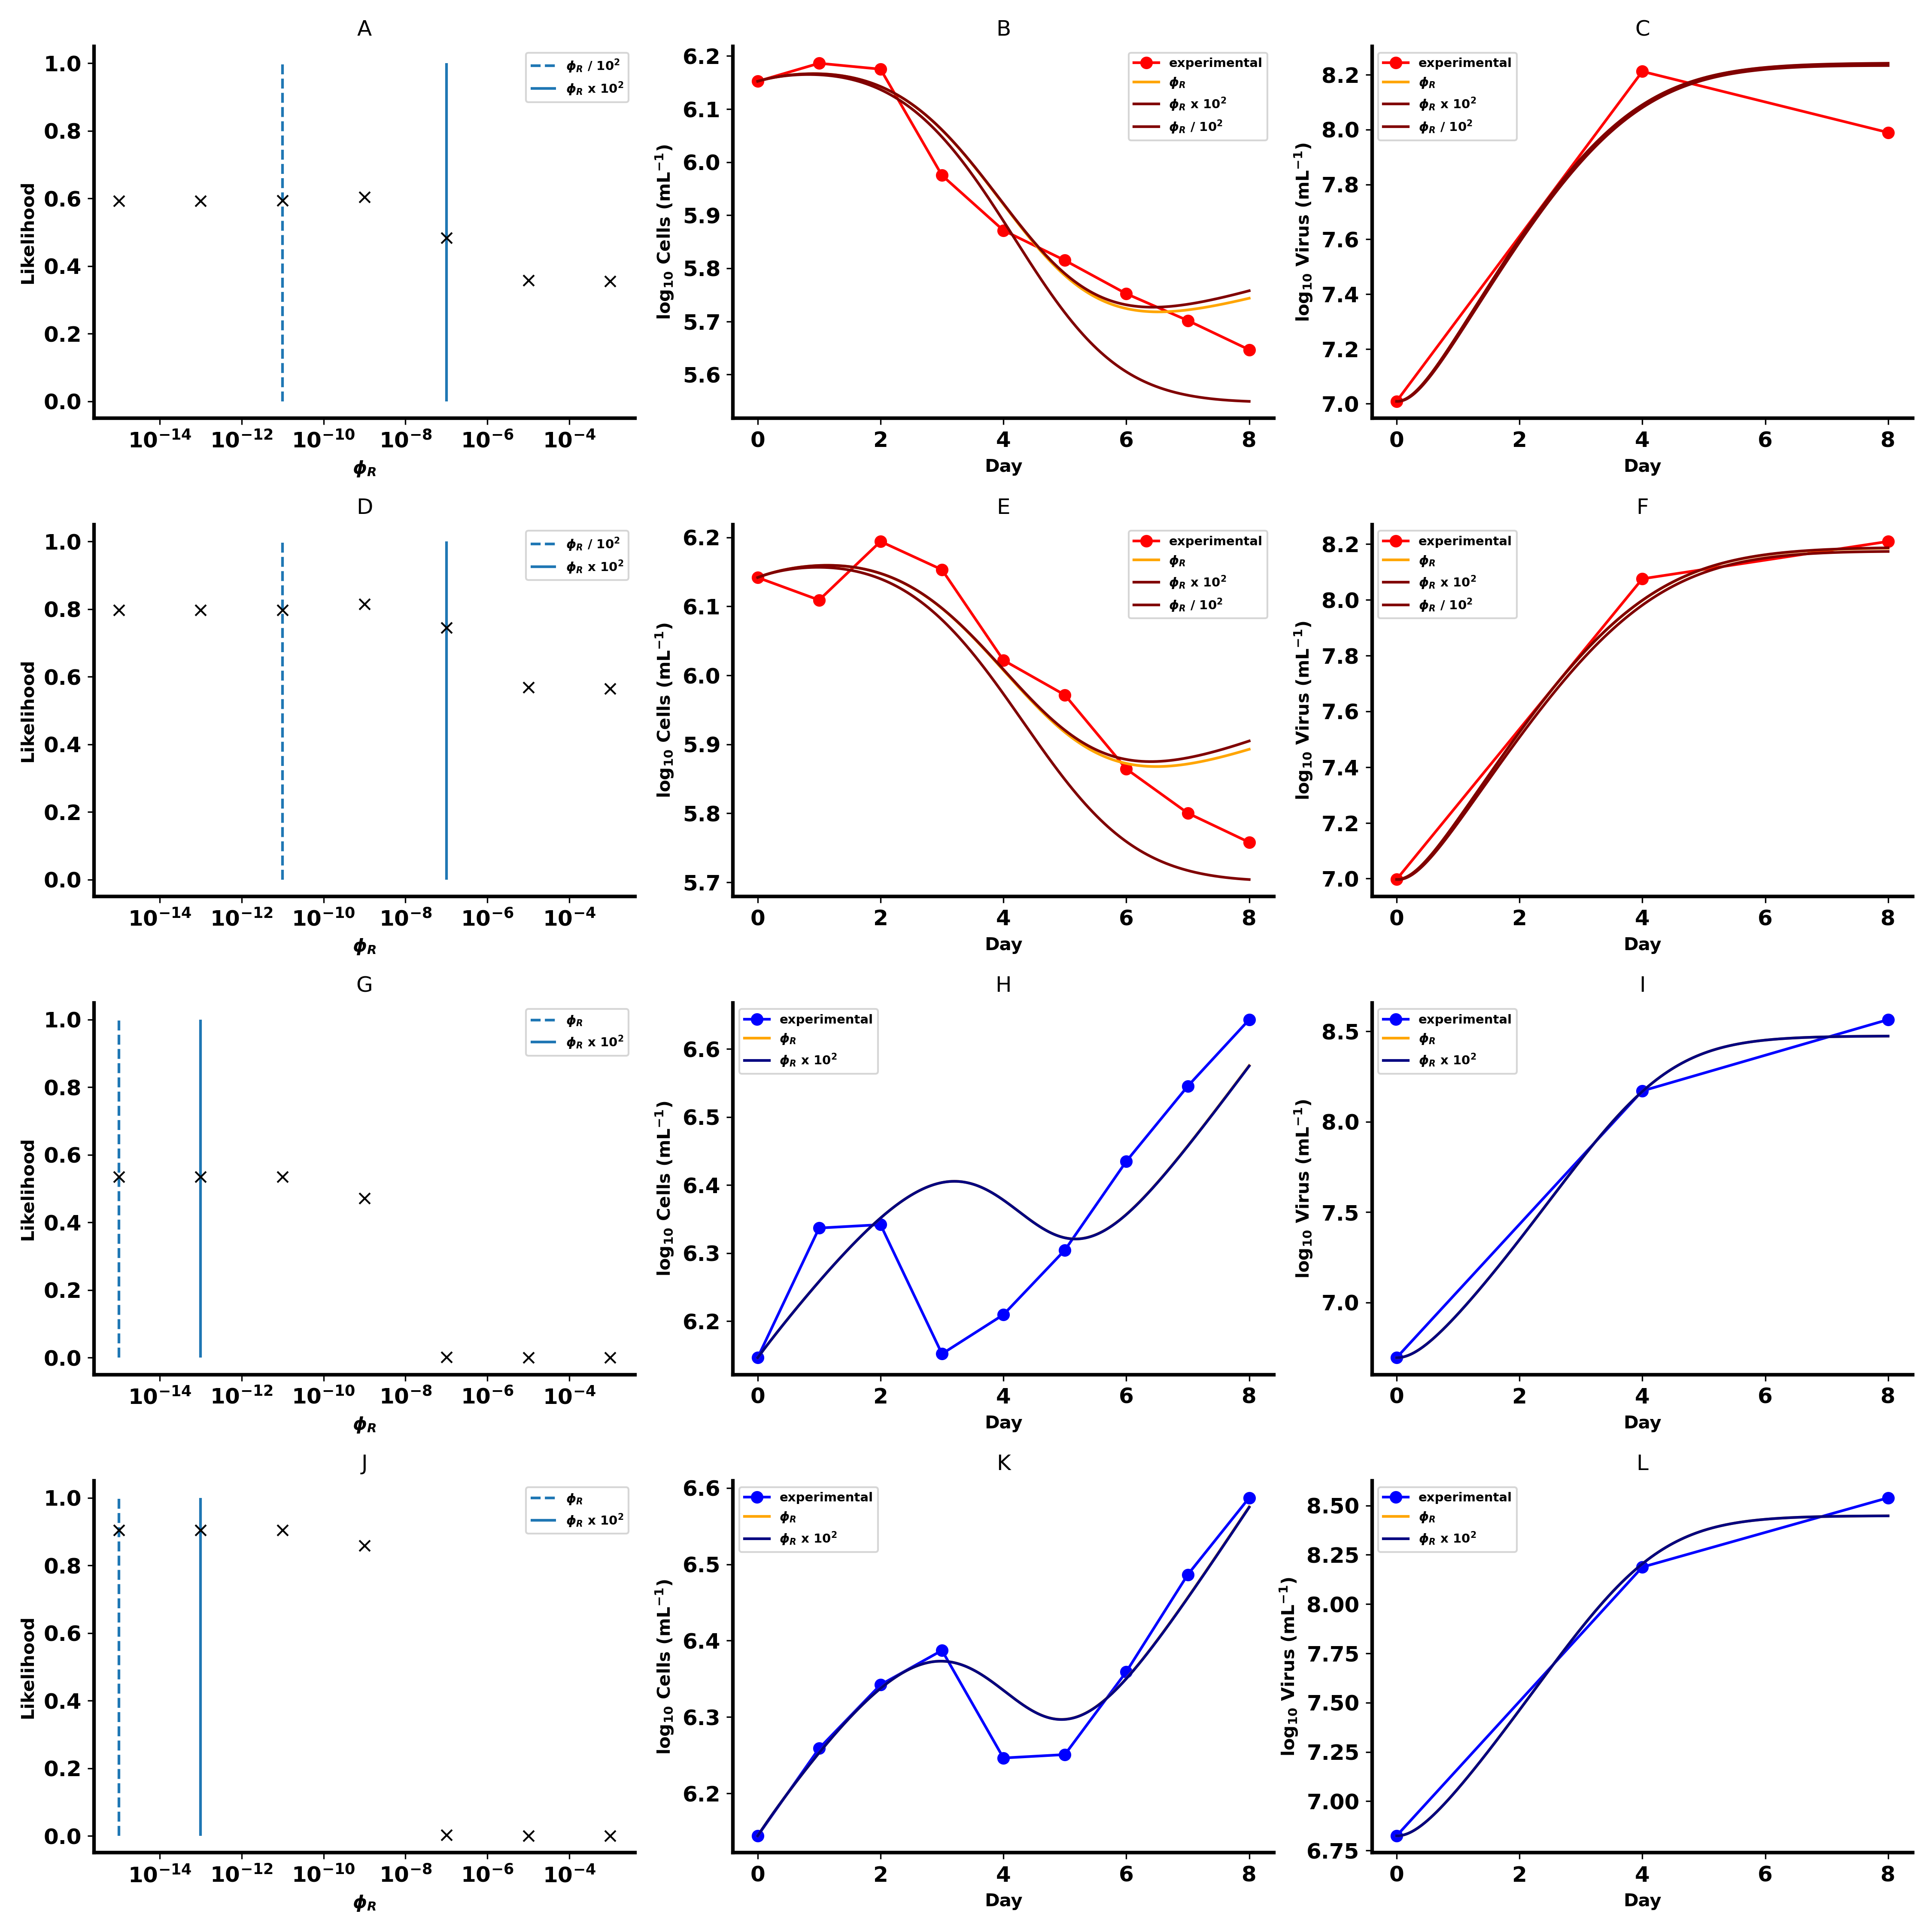 A
Likelihood
1.0
0.8
0.6
0.4
0.2
0.0
ϕR / 10²
ϕR x 10²
10⁻¹⁴ 10⁻¹² 10⁻¹⁰ 10⁻⁸ 10⁻⁶ 10⁻⁴
ϕR
B
log₁₀ Cells (mL⁻¹)
6.2
6.1
6.0
5.9
5.8
5.7
5.6
experimental
ϕR
ϕR x 10²
ϕR / 10²
0 2 4 6 8
Day
C
log₁₀ Virus (mL⁻¹)
8.2
8.0
7.8
7.6
7.4
7.2
7.0
experimental
ϕR
ϕR x 10²
ϕR / 10²
0 2 4 6 8
Day
D
Likelihood
1.0
0.8
0.6
0.4
0.2
0.0
ϕR / 10²
ϕR x 10²
10⁻¹⁴ 10⁻¹² 10⁻¹⁰ 10⁻⁸ 10⁻⁶ 10⁻⁴
ϕR
E
log₁₀ Cells (mL⁻¹)
6.2
6.1
6.0
5.9
5.8
5.7
experimental
ϕR
ϕR x 10²
ϕR / 10²
0 2 4 6 8
Day
F
log₁₀ Virus (mL⁻¹)
8.2
8.0
7.8
7.6
7.4
7.2
7.0
experimental
ϕR
ϕR x 10²
ϕR / 10²
0 2 4 6 8
Day
G
Likelihood
1.0
0.8
0.6
0.4
0.2
0.0
ϕR
ϕR x 10²
10⁻¹⁴ 10⁻¹² 10⁻¹⁰ 10⁻⁸ 10⁻⁶ 10⁻⁴
ϕR
H
log₁₀ Cells (mL⁻¹)
6.6
6.5
6.4
6.3
6.2
experimental
ϕR
ϕR x 10²
0 2 4 6 8
Day
I
log₁₀ Virus (mL⁻¹)
8.5
8.0
7.5
7.0
experimental
ϕR
ϕR x 10²
0 2 4 6 8
Day
J
Likelihood
1.0
0.8
0.6
0.4
0.2
0.0
ϕR
ϕR x 10²
10⁻¹⁴ 10⁻¹² 10⁻¹⁰ 10⁻⁸ 10⁻⁶ 10⁻⁴
ϕR
K
log₁₀ Cells (mL⁻¹)
6.6
6.5
6.4
6.3
6.2
experimental
ϕR
ϕR x 10²
0 2 4 6 8
Day
L
log₁₀ Virus (mL⁻¹)
8.50
8.25
8.00
7.75
7.50
7.25
7.00
6.75
experimental
ϕR
ϕR x 10²
0 2 4 6 8
Day